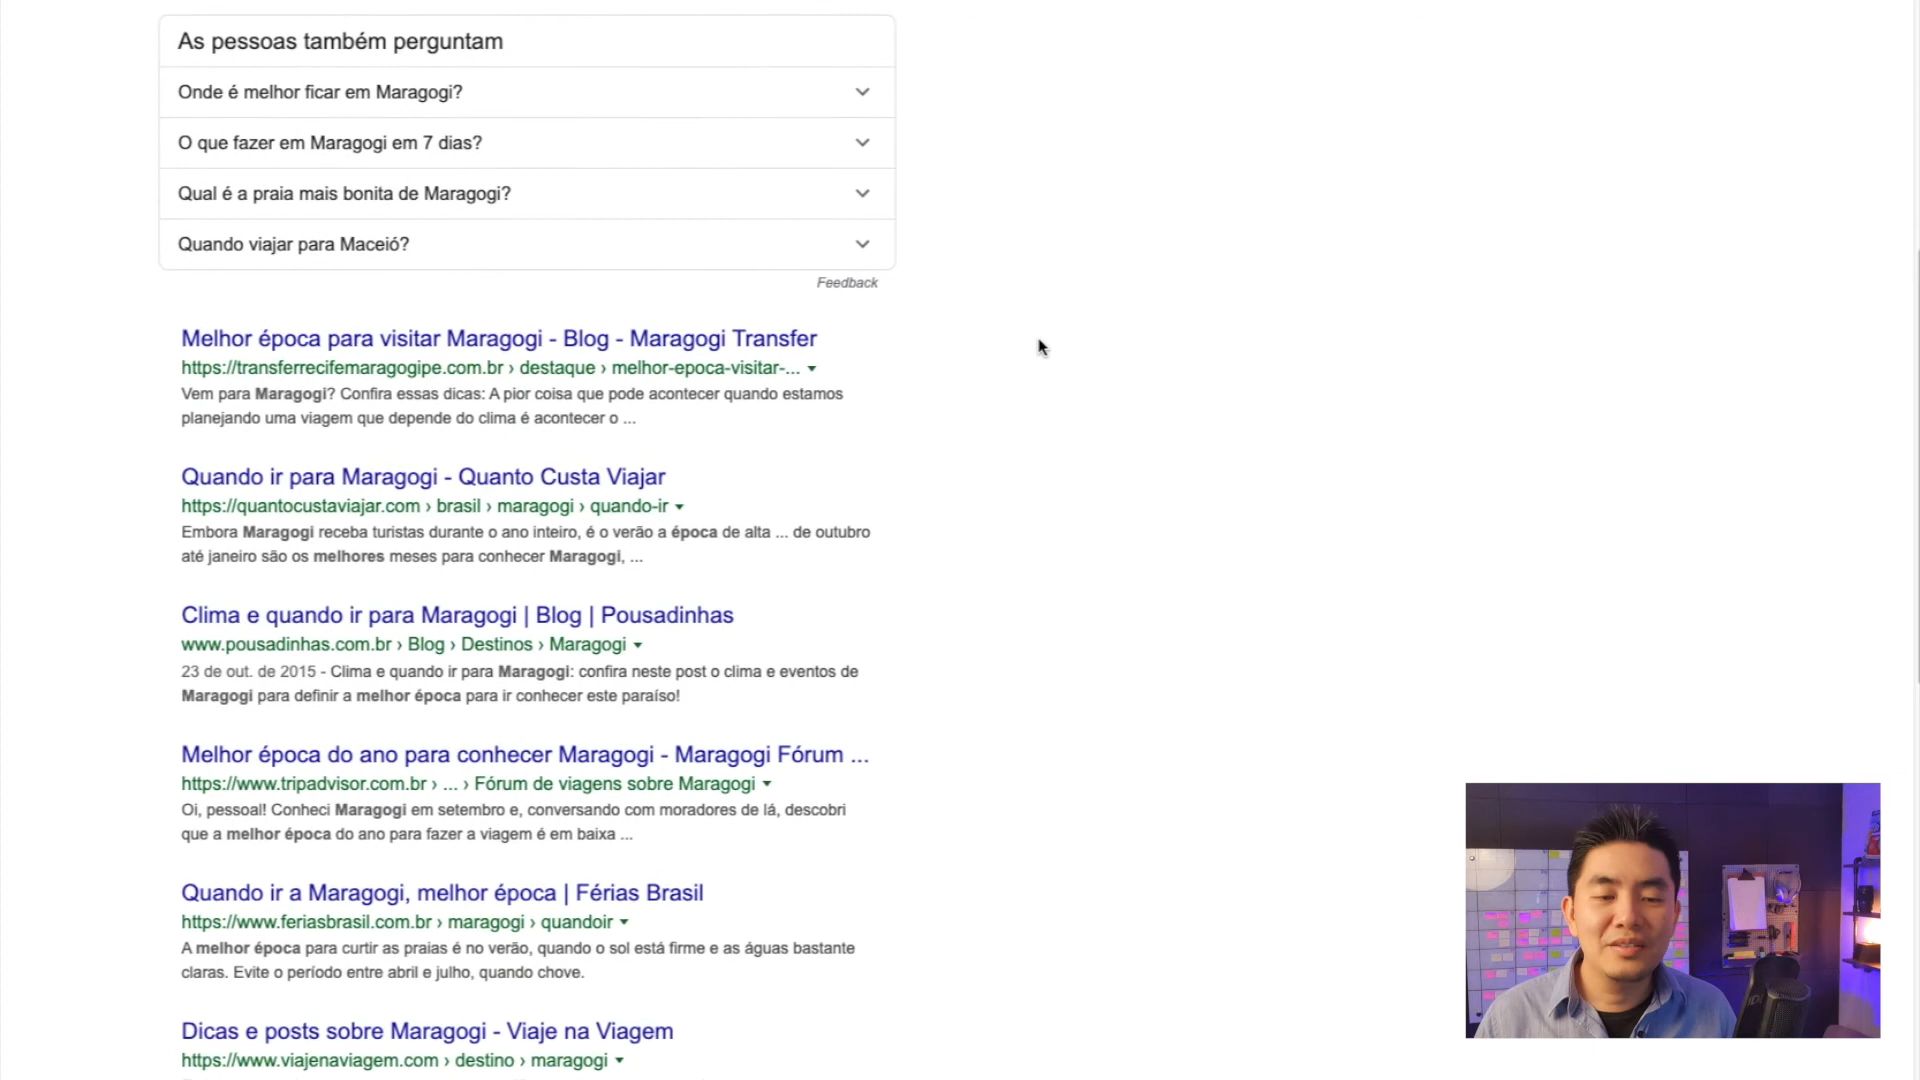 As pessoas também perguntam
Onde é melhor ficar em Maragogi?
O que fazer em Maragogi em 7 dias?
Qual é a praia mais bonita de Maragogi?
Quando viajar para Maceió?
Feedback
Melhor época para visitar Maragogi - Blog - Maragogi Transfer
https://transferrecifemaragogipe.com.br › destaque › melhor-epoca-visitar-...
Vem para Maragogi? Confira essas dicas: A pior coisa que pode acontecer quando estamos
planejando uma viagem que depende do clima é acontecer o ...
Quando ir para Maragogi - Quanto Custa Viajar
https://quantocustaviajar.com › brasil › maragogi › quando-ir
Embora Maragogi receba turistas durante o ano inteiro, é o verão a época de alta ... de outubro
até janeiro são os melhores meses para conhecer Maragogi, ...
Clima e quando ir para Maragogi | Blog | Pousadinhas
www.pousadinhas.com.br › Blog › Destinos › Maragogi
23 de out. de 2015 - Clima e quando ir para Maragogi: confira neste post o clima e eventos de
Maragogi para definir a melhor época para ir conhecer este paraíso!
Melhor época do ano para conhecer Maragogi - Maragogi Fórum ...
https://www.tripadvisor.com.br › ... › Fórum de viagens sobre Maragogi
Oi, pessoal! Conheci Maragogi em setembro e, conversando com moradores de lá, descobri
que a melhor época do ano para fazer a viagem é em baixa ...
Quando ir a Maragogi, melhor época | Férias Brasil
https://www.feriasbrasil.com.br › maragogi › quandoir
A melhor época para curtir as praias é no verão, quando o sol está firme e as águas bastante
claras. Evite o período entre abril e julho, quando chove.
Dicas e posts sobre Maragogi - Viaje na Viagem
https://www.viajenaviagem.com › destino › maragogi